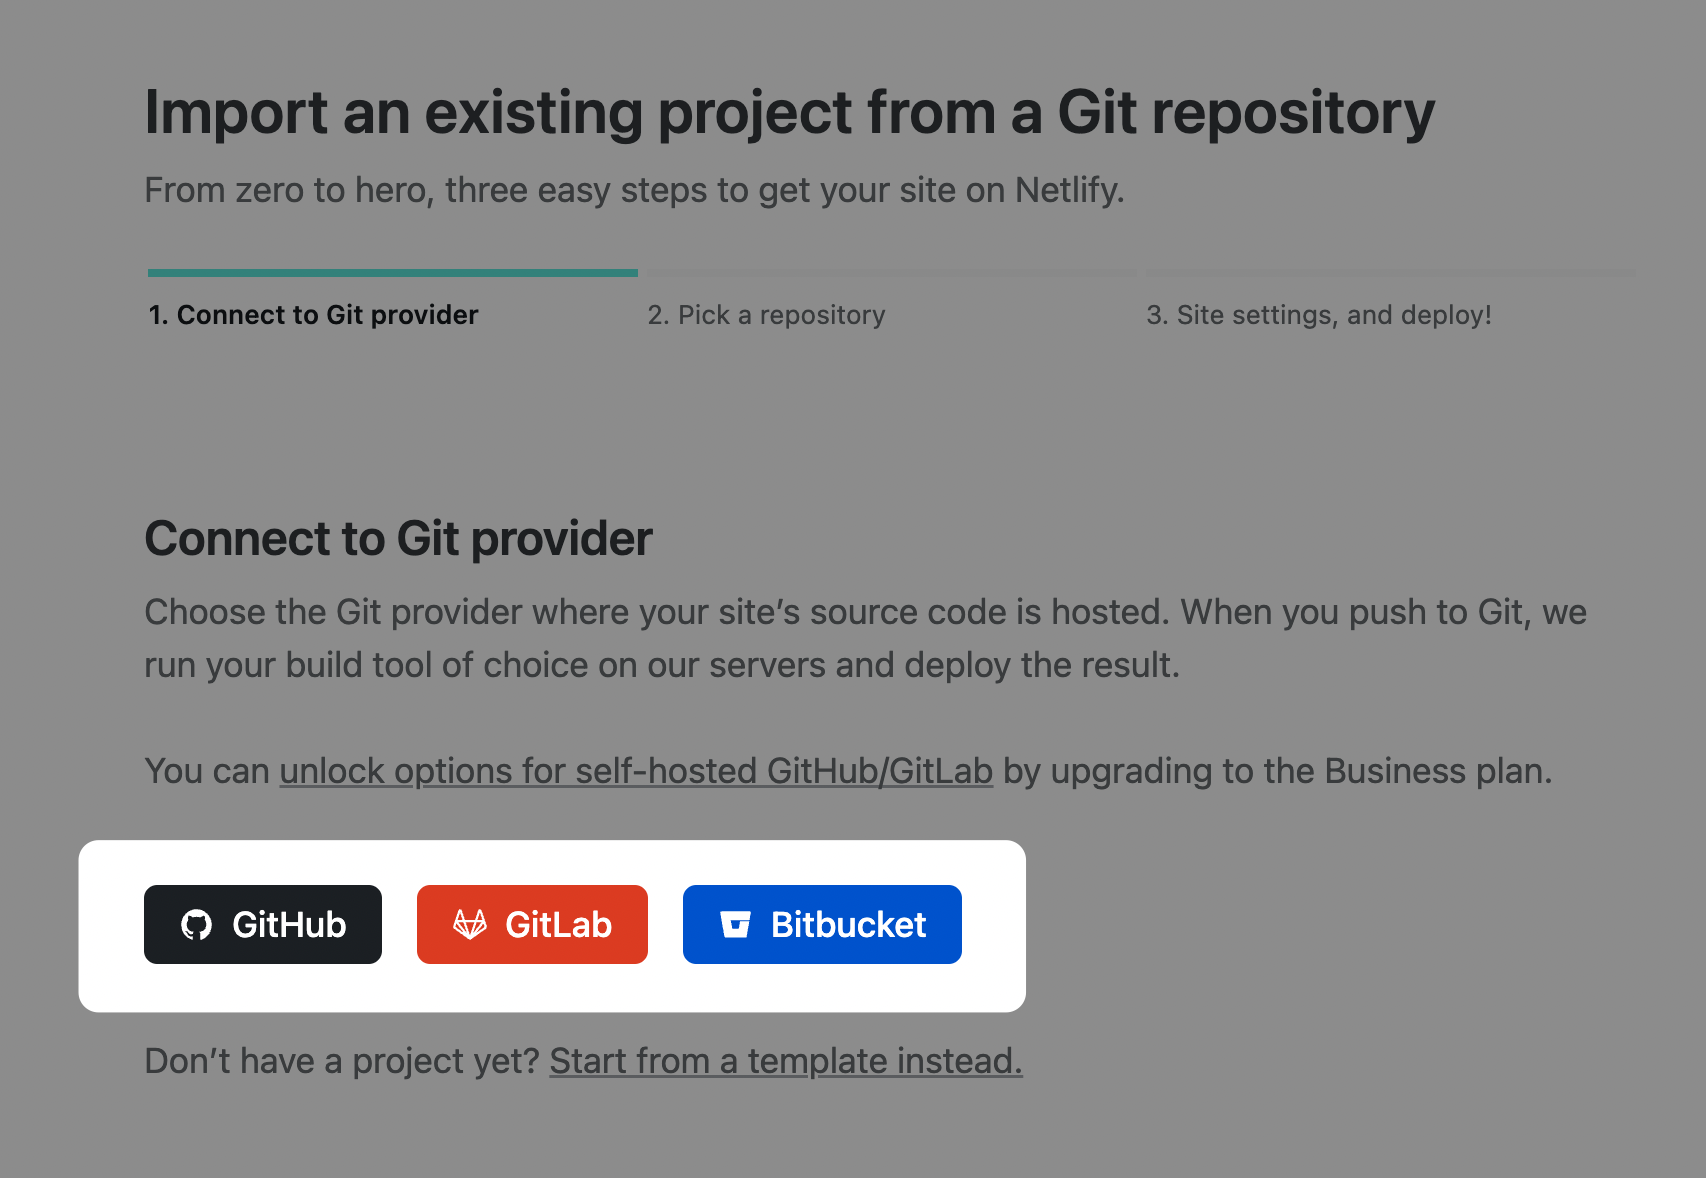 Import an existing project from a Git repository
From zero to hero, three easy steps to get your site on Netlify.
1. Connect to Git provider
2. Pick a repository
3. Site settings, and deploy!
Connect to Git provider
Choose the Git provider where your site’s source code is hosted. When you push to Git, we
run your build tool of choice on our servers and deploy the result.
You can unlock options for self-hosted GitHub/GitLab by upgrading to the Business plan.
GitHub
GitLab
Bitbucket
Don’t have a project yet? Start from a template instead.